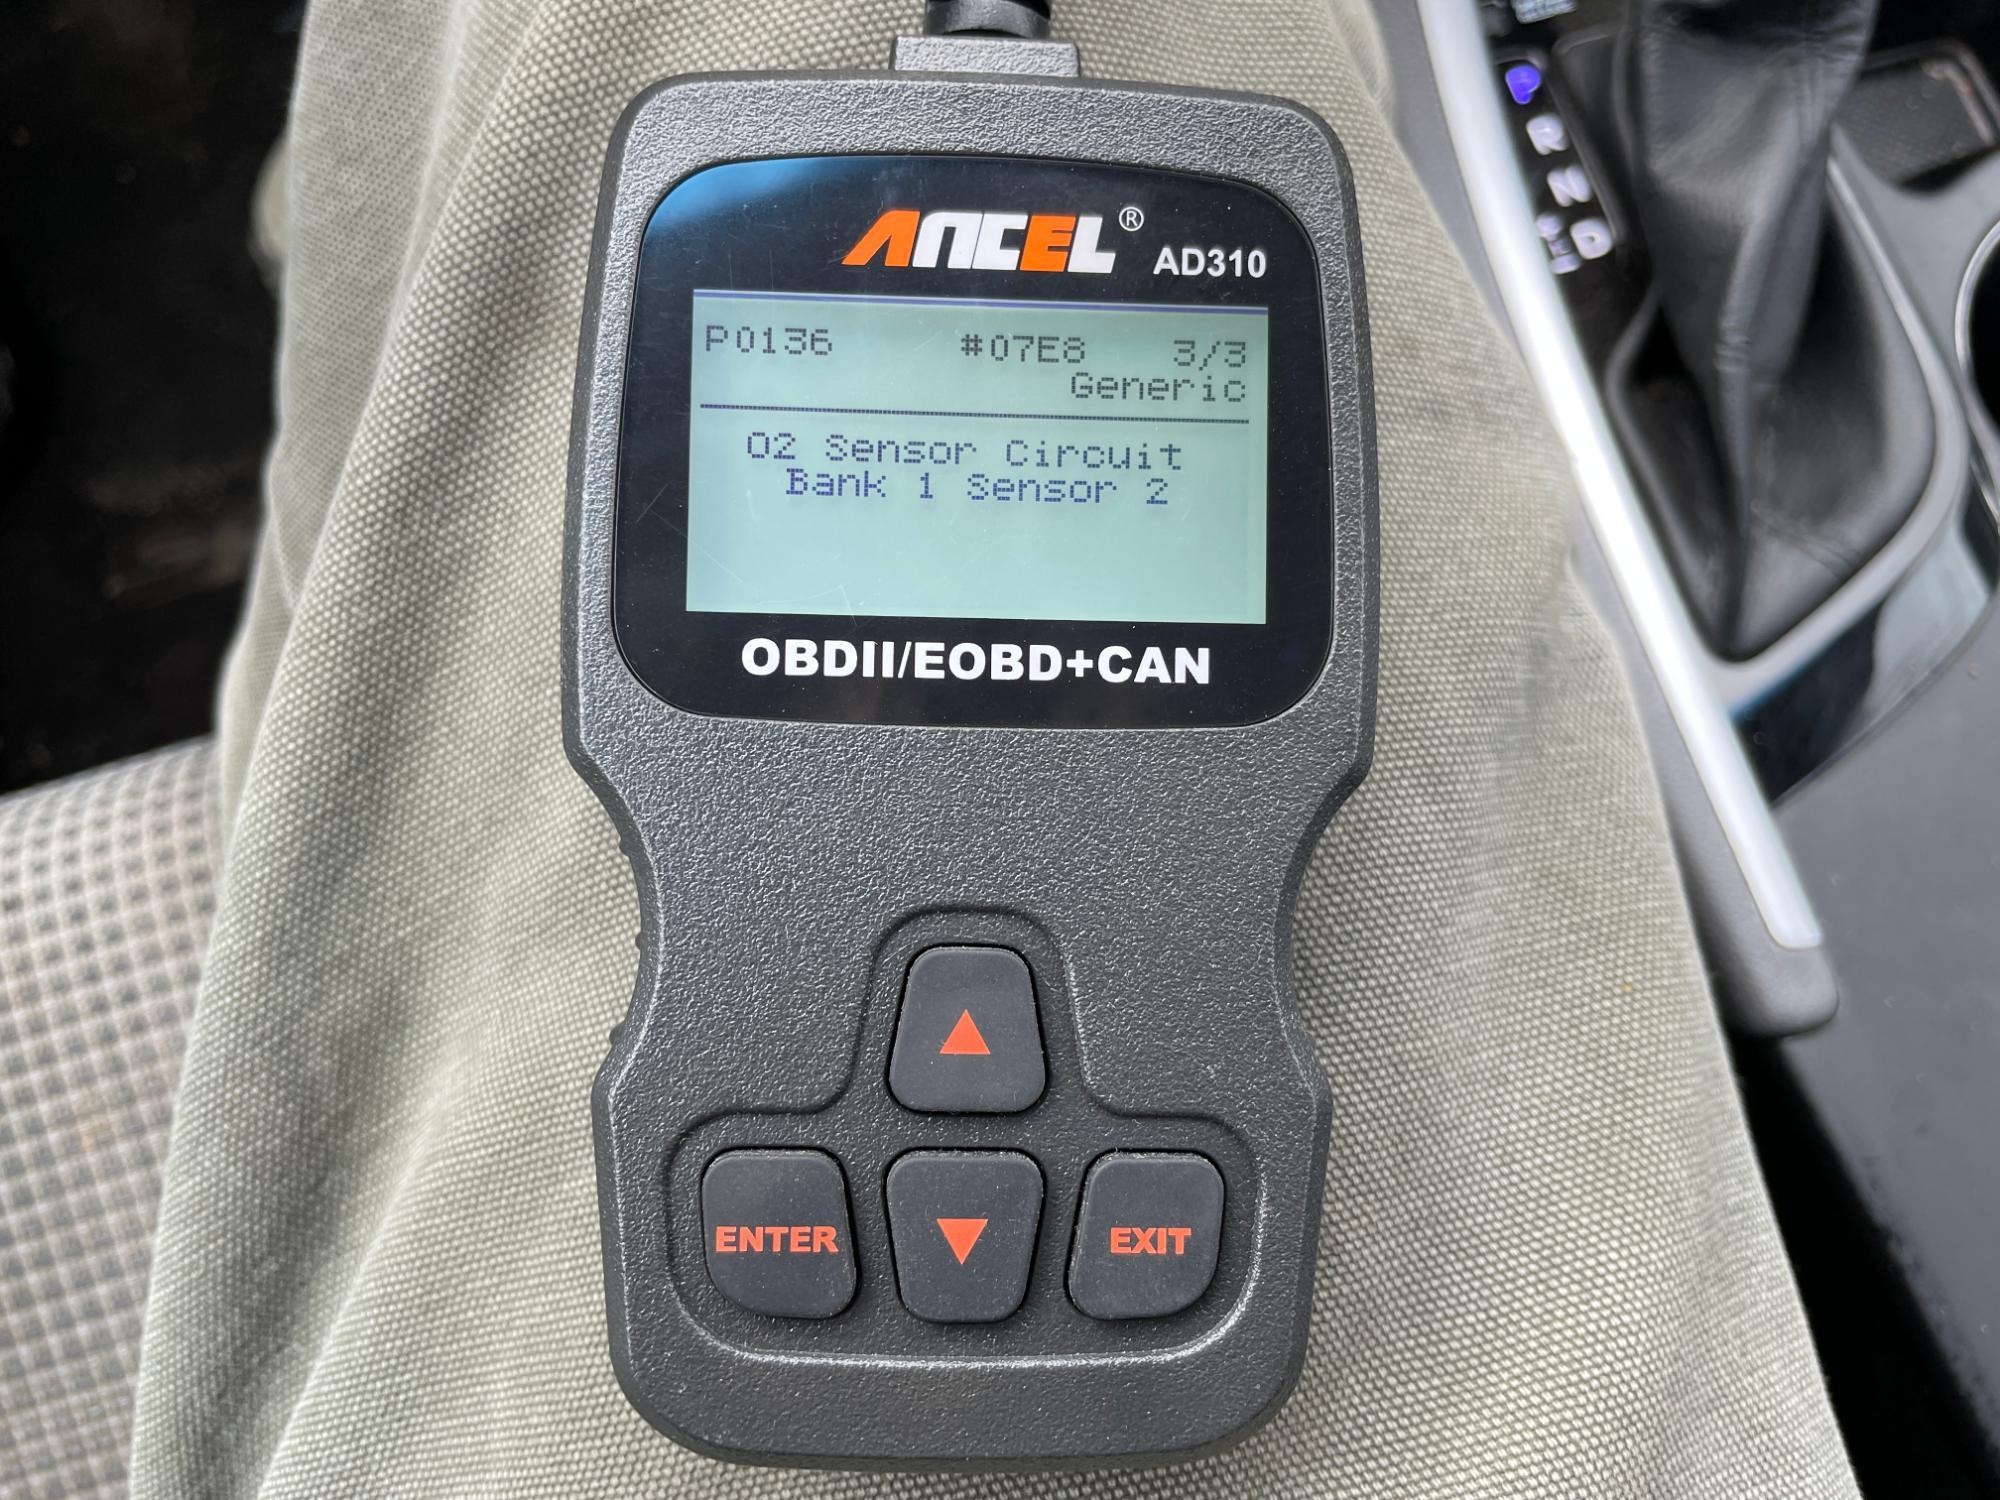 ANCEL®
AD310
P0136 #07E8 3/3
Generic
O2 Sensor Circuit
Bank 1 Sensor 2
OBDII/EOBD+CAN
ENTER EXIT
P
R
N
D